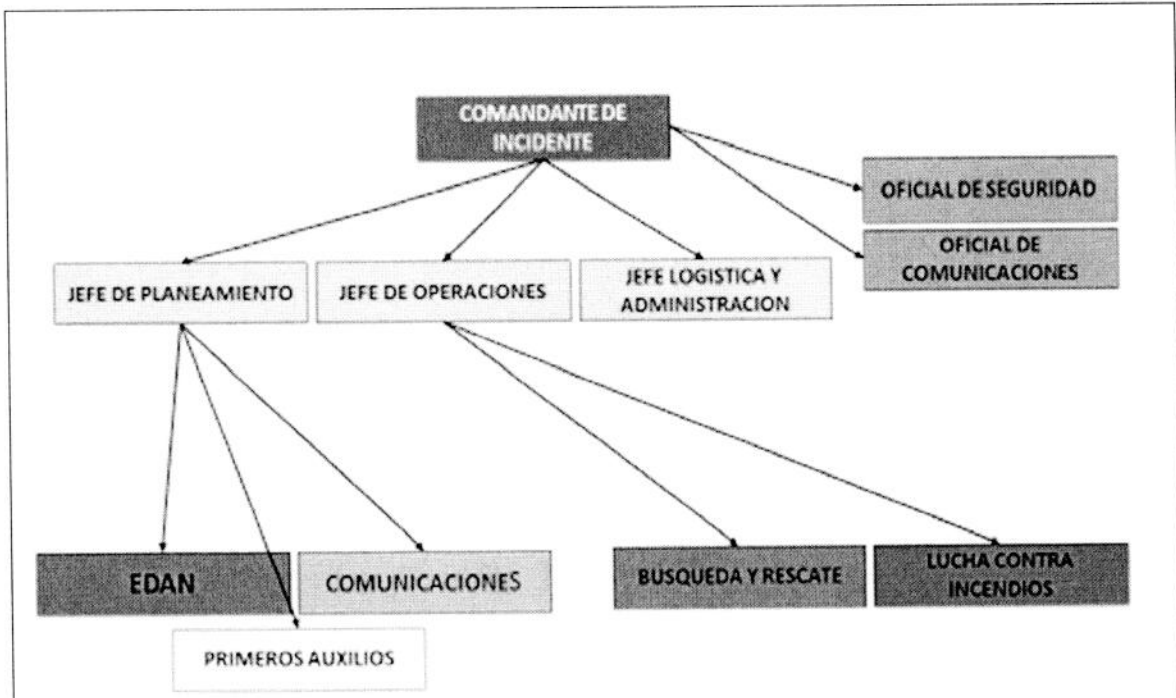 COMANDANTE DE
INCIDENTE
OFICIAL DE SEGURIDAD
OFICIAL DE
COMUNICACIONES
JEFE DE PLANEAMIENTO
JEFE DE OPERACIONES
JEFE LOGISTICA Y
ADMINISTRACION
EDAN
COMUNICACIONES
BUSQUEDA Y RESCATE
LUCHA CONTRA
INCENDIOS
PRIMEROS AUXILIOS